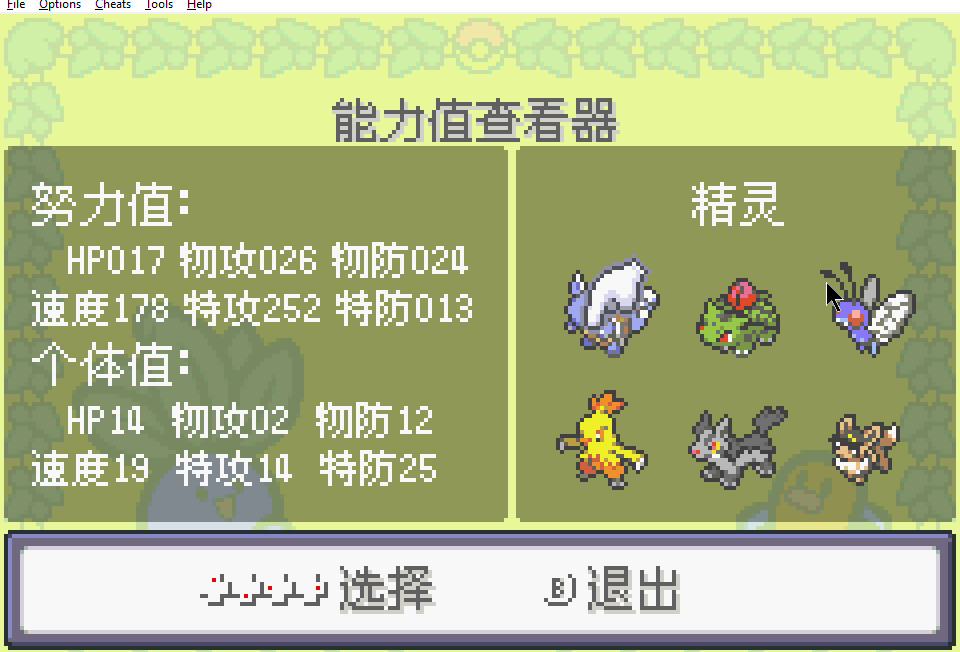 File Options Cheats Tools Help
能力值查看器
努力值:
HP017 物攻026 物防024
速度178 特攻252 特防013
个体值:
HP14 物攻02 物防12
速度19 特攻14 特防25
精灵
选择 B) 退出